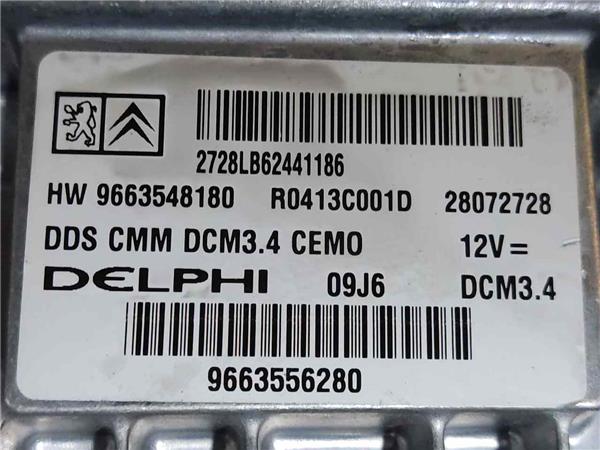 2728LB62441186
HW 9663548180 R0413C001D 28072728
DDS CMM DCM3.4 CEMO 12V=
DELPHI 09J6 DCM3.4
9663556280